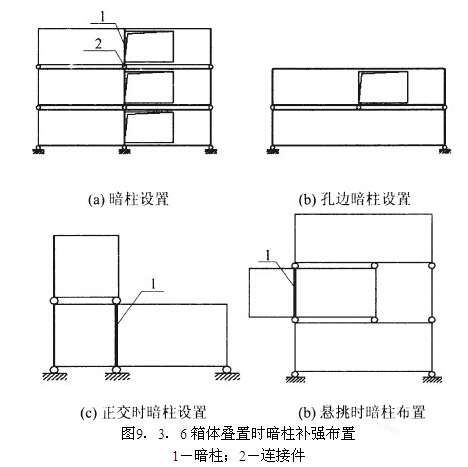 1
2
(a) 暗柱设置
(b) 孔边暗柱设置
1
1
(c) 正交时暗柱设置
(b) 悬挑时暗柱布置
图9. 3. 6箱体叠置时暗柱补强布置
1—暗柱；2—连接件